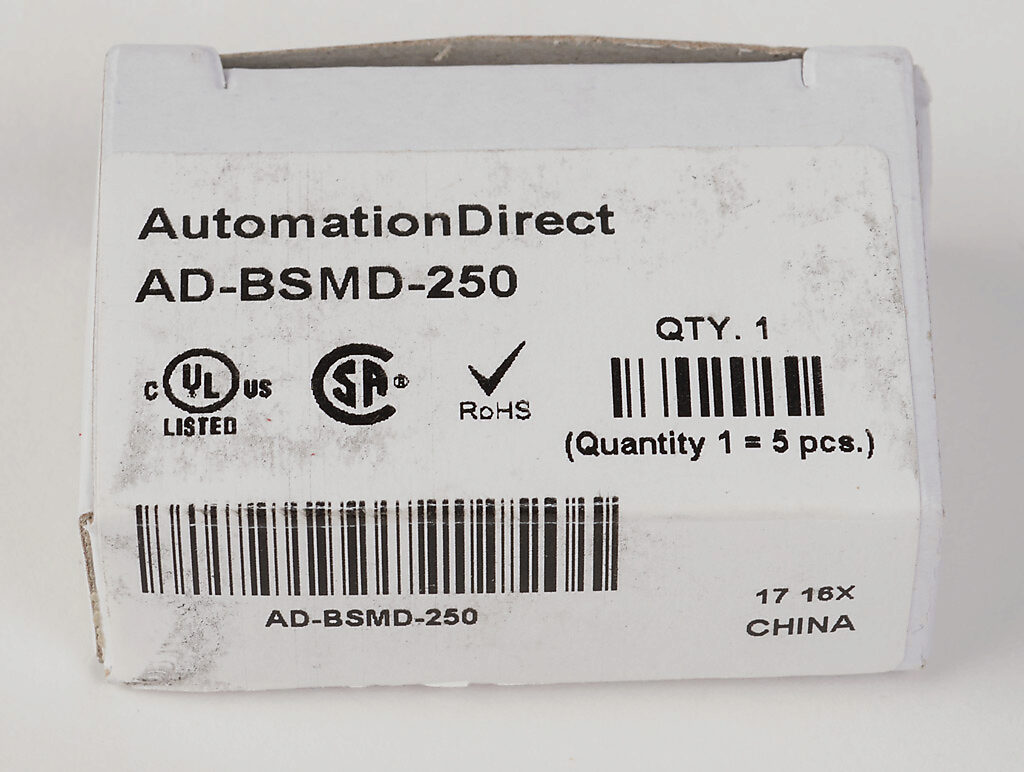 AutomationDirect
AD-BSMD-250
C UL US
LISTED
SA®
RoHS
QTY. 1
(Quantity 1 = 5 pcs.)
AD-BSMD-250
17 16X
CHINA